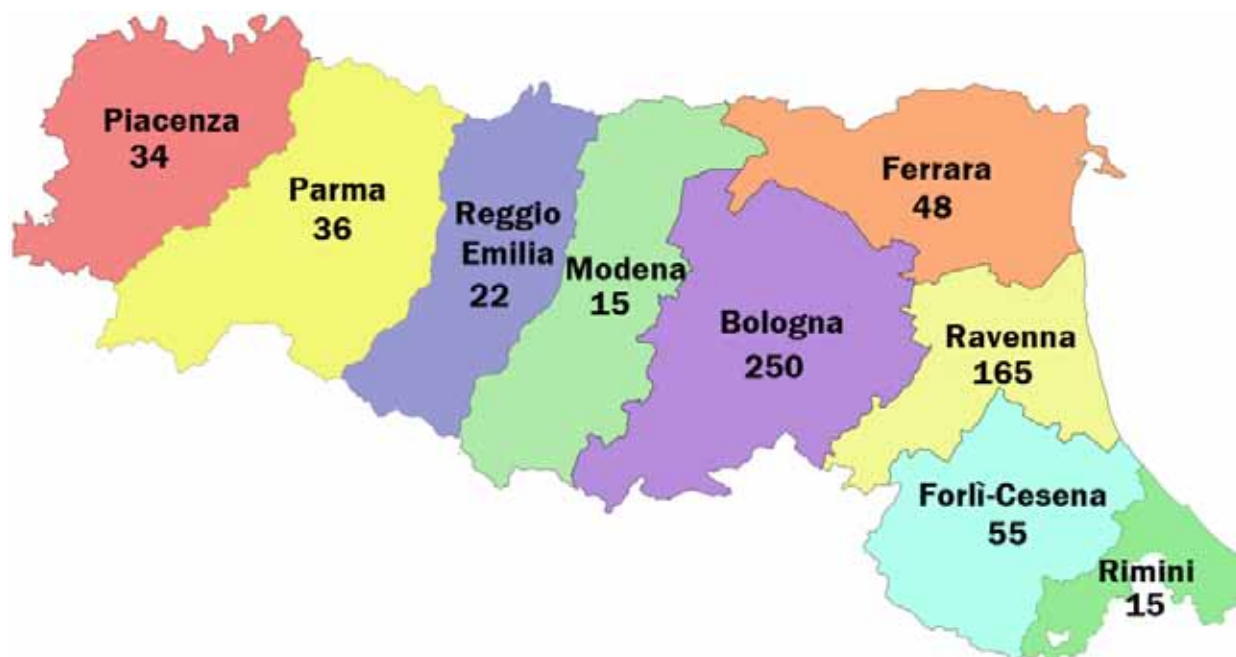 Piacenza
34
Parma
36
Reggio
Emilia
22
Modena
15
Bologna
250
Ferrara
48
Ravenna
165
Forlì-Cesena
55
Rimini
15